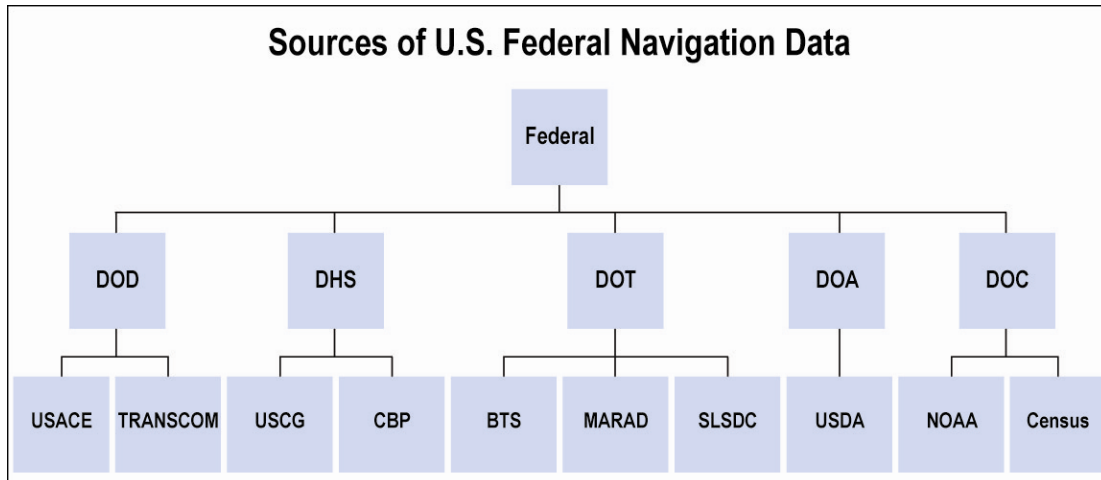 Sources of U.S. Federal Navigation Data
Federal
DOD
DHS
DOT
DOA
DOC
USACE
TRANSCOM
USCG
CBP
BTS
MARAD
SLSDC
USDA
NOAA
Census